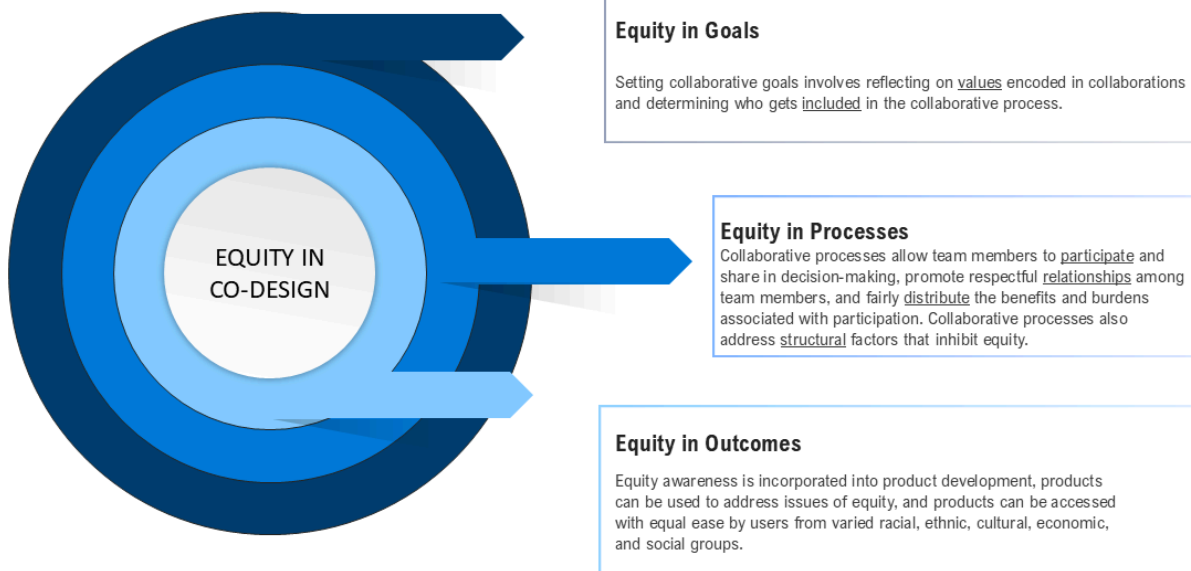 EQUITY IN
CO-DESIGN
Equity in Goals
Setting collaborative goals involves reflecting on values encoded in collaborations
and determining who gets included in the collaborative process.
Equity in Processes
Collaborative processes allow team members to participate and
share in decision-making, promote respectful relationships among
team members, and fairly distribute the benefits and burdens
associated with participation. Collaborative processes also
address structural factors that inhibit equity.
Equity in Outcomes
Equity awareness is incorporated into product development, products
can be used to address issues of equity, and products can be accessed
with equal ease by users from varied racial, ethnic, cultural, economic,
and social groups.